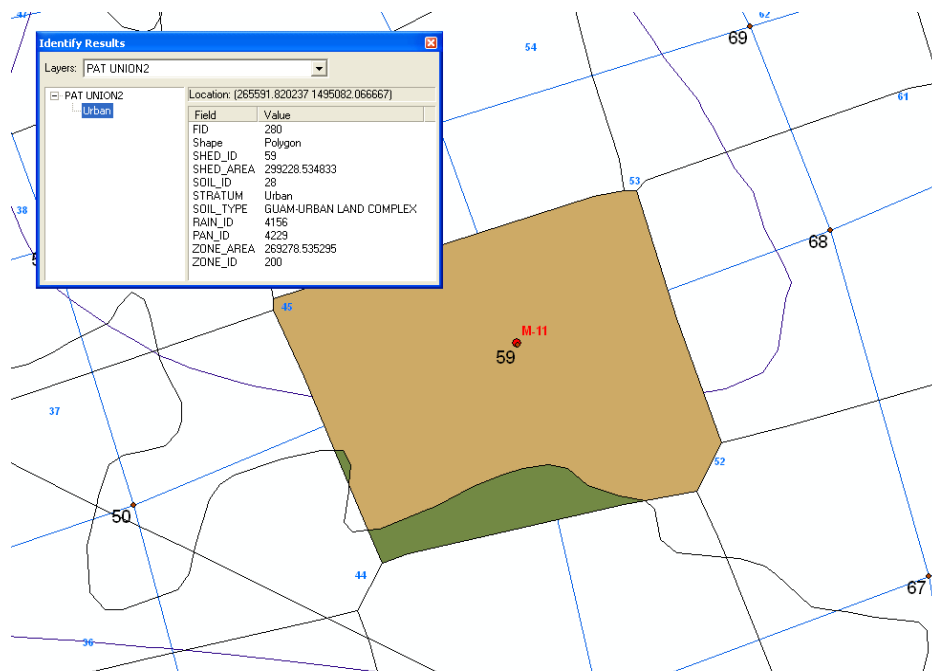 47
62
69
54
Identify Results
Layers: PAT UNION2
PAT UNION2
Urban
Location: (265591.820237 1495082.066667)
Field Value
FID 280
Shape Polygon
SHED_ID 59
SHED_AREA 299228.534833
SOIL_ID 28
STRATUM Urban
SOIL_TYPE GUAM-URBAN LAND COMPLEX
RAIN_ID 4156
PAN_ID 4229
ZONE_AREA 269278.535295
ZONE_ID 200
61
53
38
68
45
M-11
59
37
52
50
44
67
36